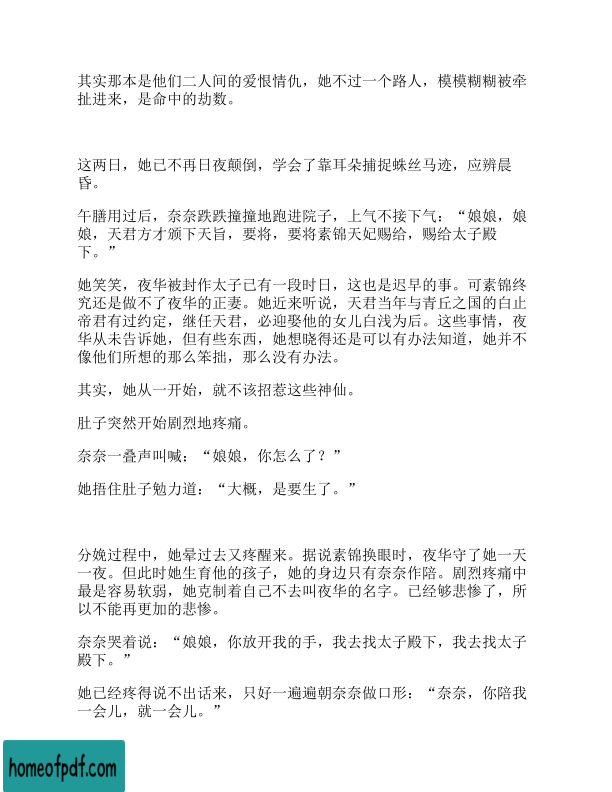 其实那本是他们二人间的爱恨情仇，她不过一个路人，模模糊糊被牵
扯进来，是命中的劫数。
这两日，她已不再日夜颠倒，学会了靠耳朵捕捉蛛丝马迹，应辨晨
昏。
午膳用过后，奈奈跌跌撞撞地跑进院子，上气不接下气：“娘娘，娘
娘，天君方才颁下天旨，要将，要将素锦天妃赐给，赐给太子殿
下。”
她笑笑，夜华被封作太子已有一段时日，这也是迟早的事。可素锦终
究还是做不了夜华的正妻。她近来听说，天君当年与青丘之国的白止
帝君有过约定，继任天君，必迎娶他的女儿白浅为后。这些事情，夜
华从未告诉她，但有些东西，她想晓得还是可以有办法知道，她并不
像他们所想的那么笨拙，那么没有办法。
其实，她从一开始，就不该招惹这些神仙。
肚子突然开始剧烈地疼痛。
奈奈一叠声叫喊：“娘娘，你怎么了？”
她捂住肚子勉力道：“大概，是要生了。”
分娩过程中，她晕过去又疼醒来。据说素锦换眼时，夜华守了她一天
一夜。但此时她生育他的孩子，她的身边只有奈奈作陪。剧烈疼痛中
最是容易软弱，她克制着自己不去叫夜华的名字。已经够悲惨了，所
以不能再更加的悲惨。
奈奈哭着说：“娘娘，你放开我的手，我去找太子殿下，我去找太子
殿下。”
她已经疼得说不出话来，只好一遍遍朝奈奈做口形：“奈奈，你陪我
一会儿，就一会儿。”
homeofpdf.com